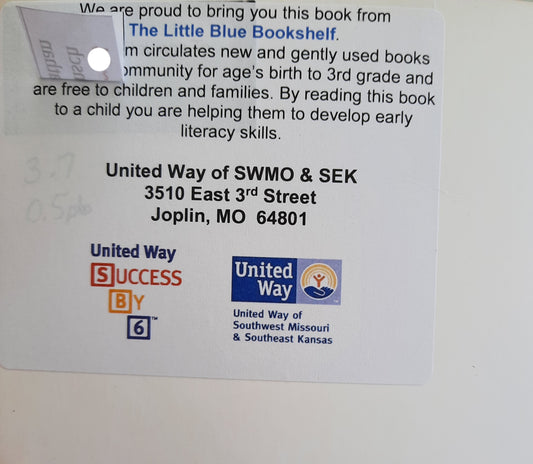 We are proud to bring you this book from
The Little Blue Bookshelf.
m circulates new and gently used books
ommunity for age's birth to 3rd grade and
are free to children and families. By reading this book
to a child you are helping them to develop early
literacy skills.
3.7
0.5pb
United Way of SWMO & SEK
3510 East 3rd Street
Joplin, MO 64801
United Way
SUCCESS
BY
6™
United
Way
United Way of
Southwest Missouri
& Southeast Kansas